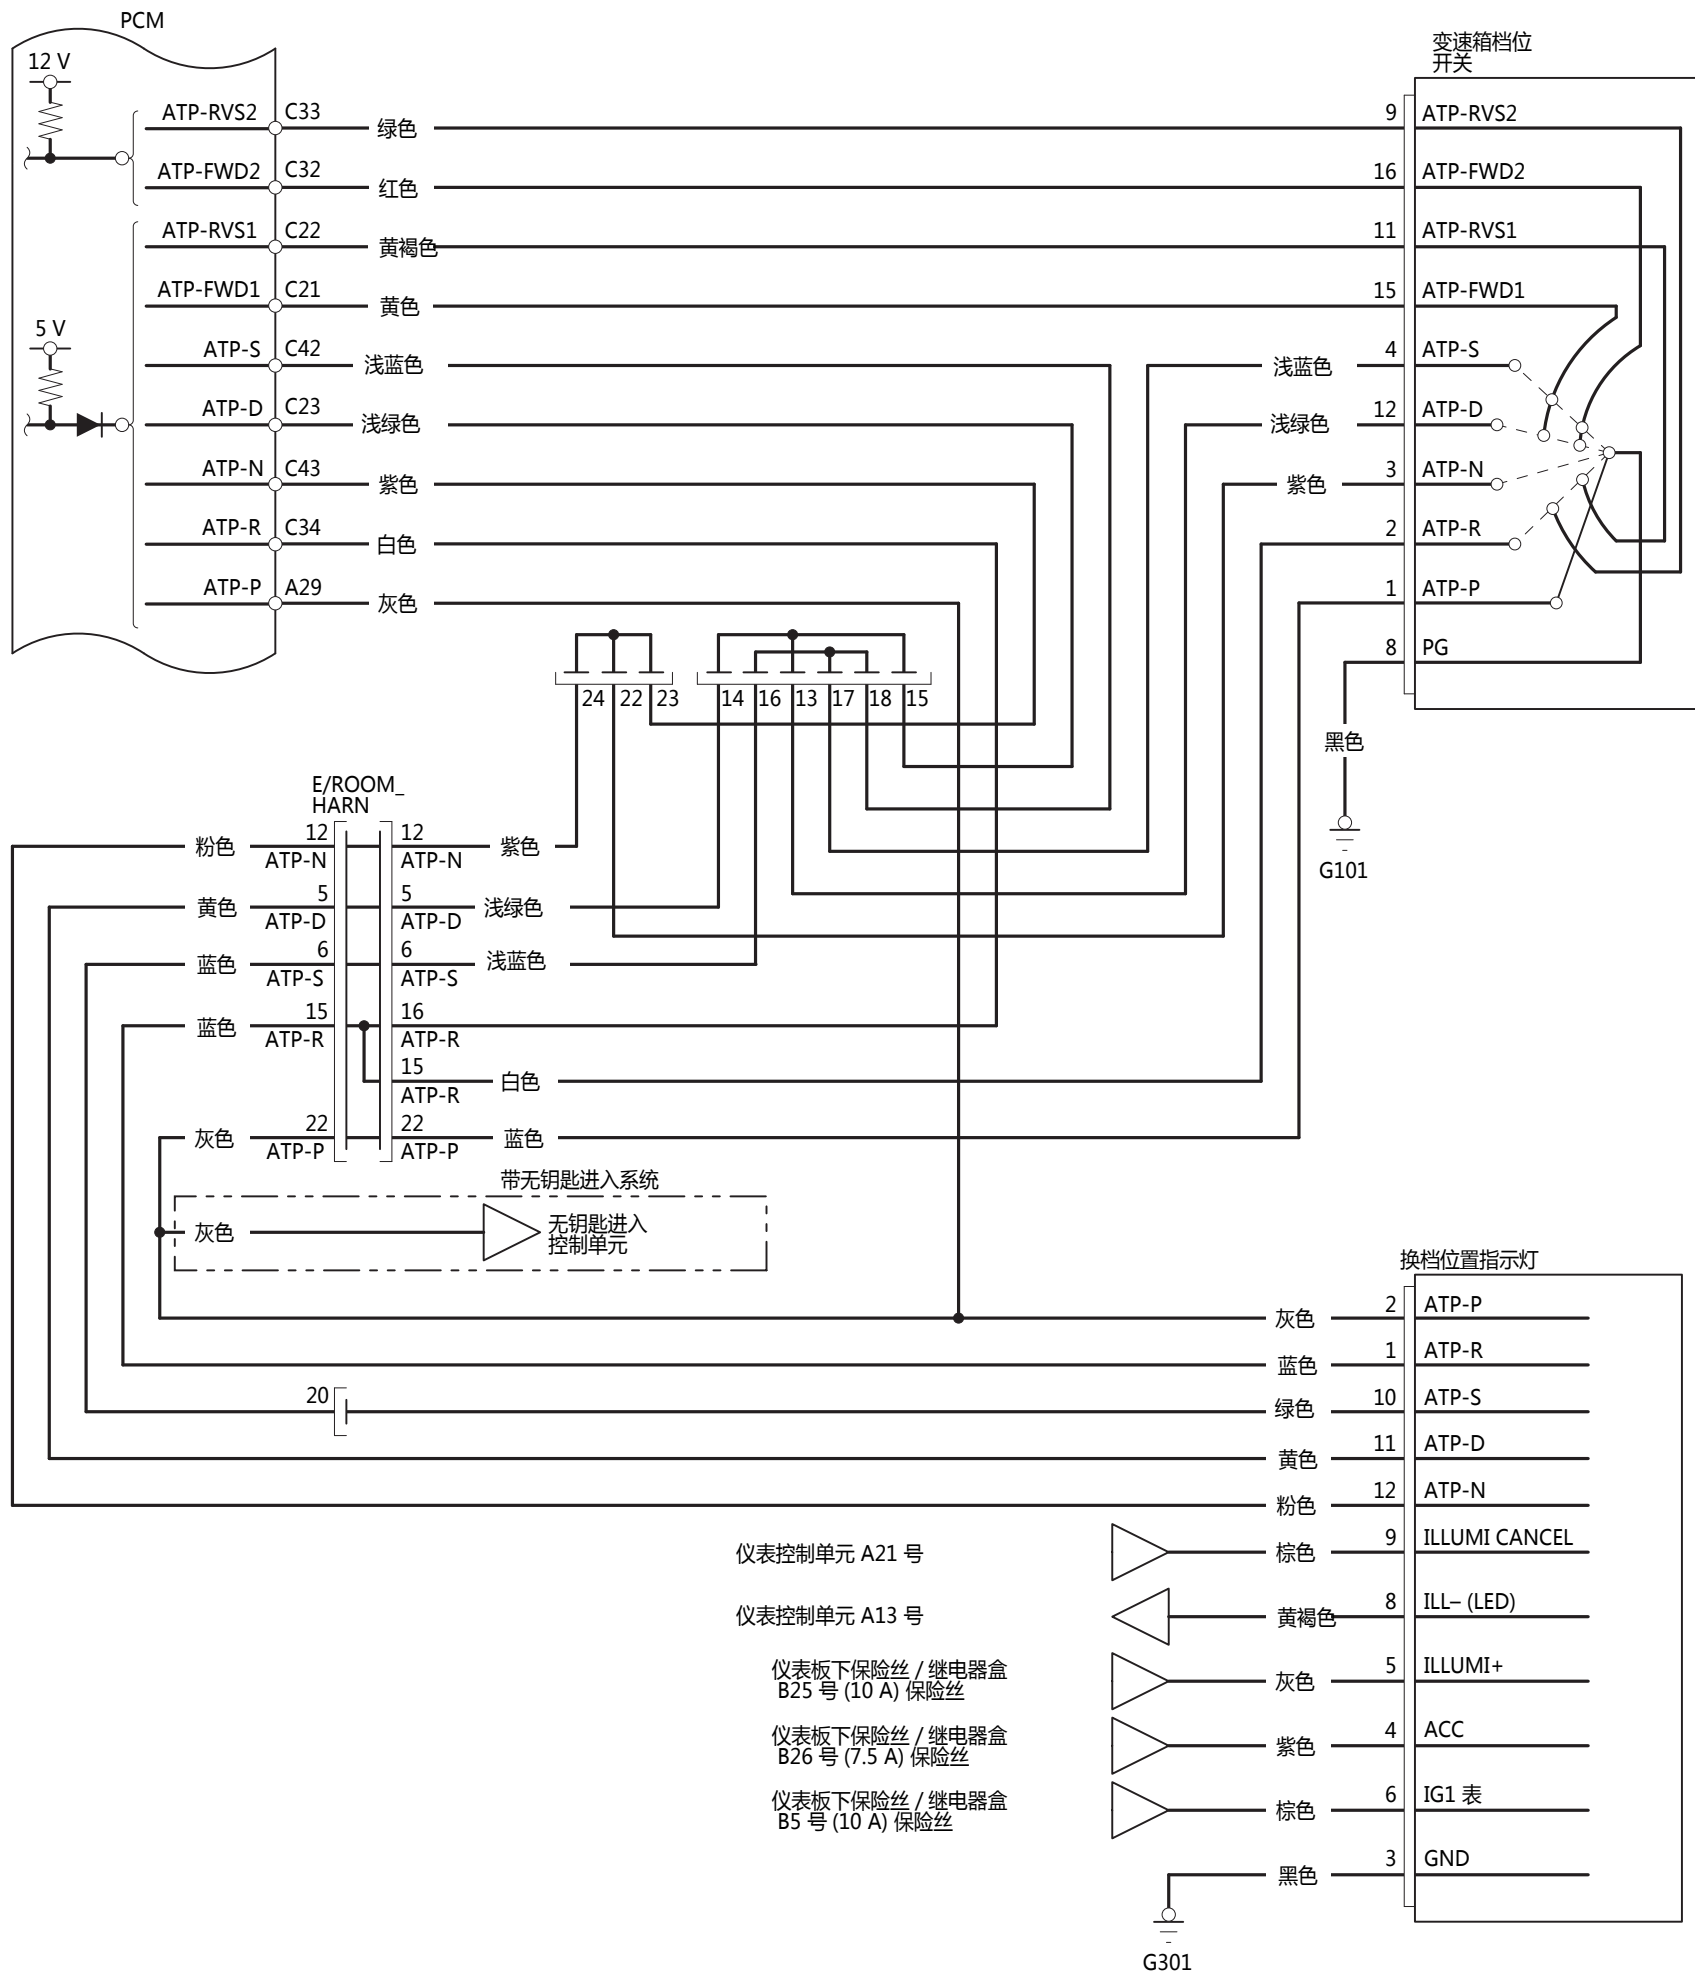 PCM
12 V
ATP-RVS2 C33 绿色
ATP-FWD2 C32 红色
ATP-RVS1 C22 黄褐色
ATP-FWD1 C21 黄色
5 V
ATP-S C42 浅蓝色
ATP-D C23 浅绿色
ATP-N C43 紫色
ATP-R C34 白色
ATP-P A29 灰色
变速箱档位
开关
9 ATP-RVS2
16 ATP-FWD2
11 ATP-RVS1
15 ATP-FWD1
浅蓝色 4 ATP-S
浅绿色 12 ATP-D
紫色 3 ATP-N
2 ATP-R
1 ATP-P
8 PG
黑色
G101
24 22 23 14 16 13 17 18 15
E/ROOM_
HARN
粉色 12 12 紫色
ATP-N ATP-N
黄色 5 5 浅绿色
ATP-D ATP-D
蓝色 6 6 浅蓝色
ATP-S ATP-S
蓝色 15 16
ATP-R ATP-R
15 白色
ATP-R
灰色 22 22 蓝色
ATP-P ATP-P
带无钥匙进入系统
灰色
无钥匙进入
控制单元
换档位置指示灯
灰色 2 ATP-P
蓝色 1 ATP-R
20 绿色 10 ATP-S
黄色 11 ATP-D
粉色 12 ATP-N
仪表控制单元 A21 号 棕色 9 ILLUMI CANCEL
仪表控制单元 A13 号 黄褐色 8 ILL– (LED)
仪表板下保险丝 / 继电器盒
B25 号 (10 A) 保险丝
灰色 5 ILLUMI+
仪表板下保险丝 / 继电器盒
B26 号 (7.5 A) 保险丝
紫色 4 ACC
仪表板下保险丝 / 继电器盒
B5 号 (10 A) 保险丝
棕色 6 IG1 表
黑色 3 GND
G301